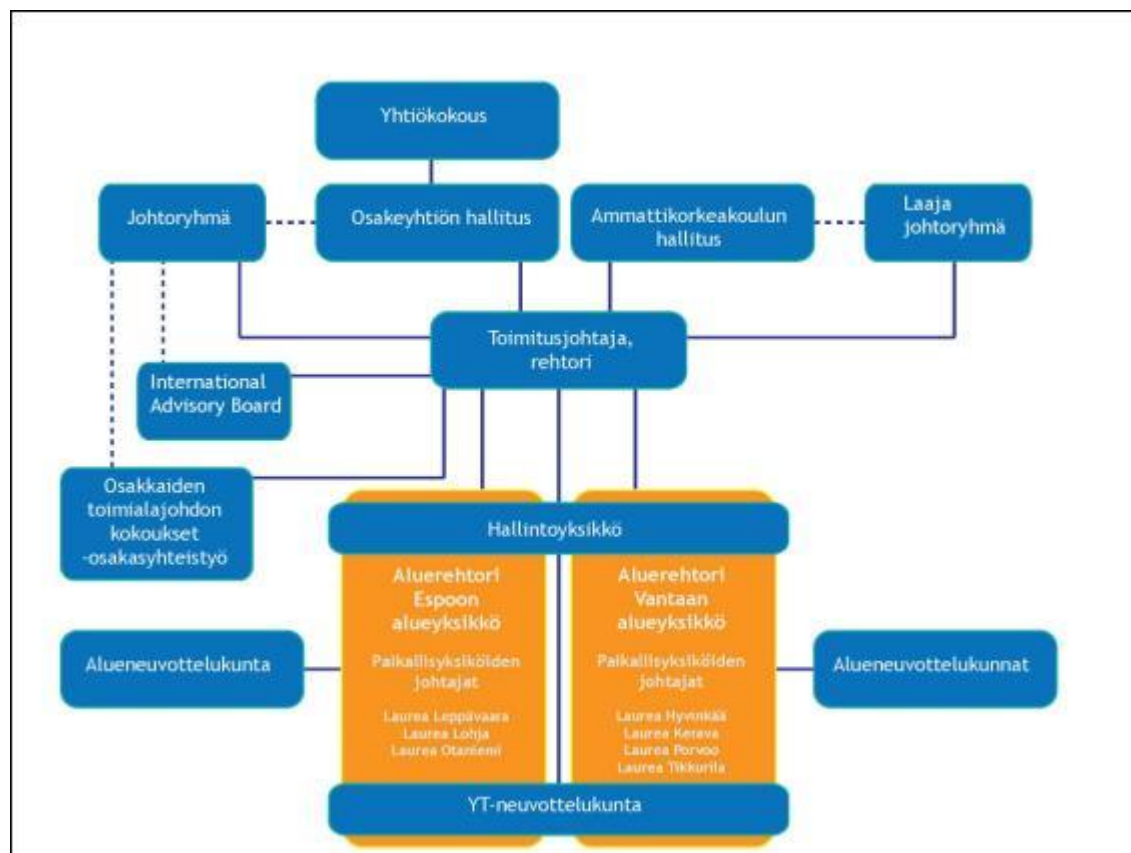 Yhtiökokous
Johtoryhmä
Osakeyhtiön hallitus
Ammattikorkeakoulun
hallitus
Laaja
johtoryhmä
Toimitusjohtaja,
rehtori
International
Advisory Board
Osakkaiden
toimialajohdon
kokoukset
-osakasyhteistyö
Hallintoyksikkö
Aluerehtori
Espoon
alueyksikkö
Paikallisyksiköiden
johtajat
Laurea Leppävaara
Laurea Lohja
Laurea Otaniemi
Aluerehtori
Vantaan
alueyksikkö
Paikallisyksiköiden
johtajat
Laurea Hyvinkää
Laurea Kerava
Laurea Porvoo
Laurea Tikkurila
Alueneuvottelukunta
Alueneuvottelukunnat
YT-neuvottelukunta